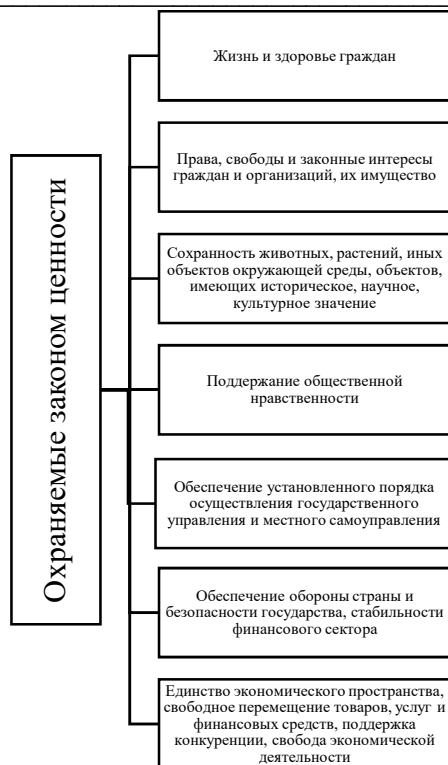 Охраняемые законом ценности
Жизнь и здоровье граждан
Права, свободы и законные интересы
граждан и организаций, их имущество
Сохранность животных, растений, иных
объектов окружающей среды, объектов,
имеющих историческое, научное,
культурное значение
Поддержание общественной
нравственности
Обеспечение установленного порядка
осуществления государственного
управления и местного самоуправления
Обеспечение обороны страны и
безопасности государства, стабильности
финансового сектора
Единство экономического пространства,
свободное перемещение товаров, услуг и
финансовых средств, поддержка
конкуренции, свобода экономической
деятельности